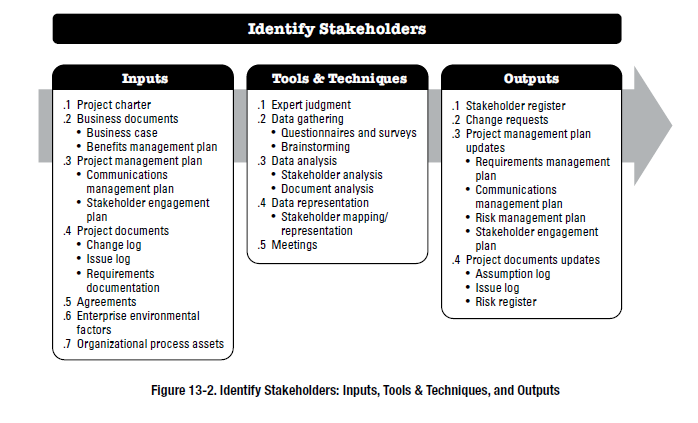 Identify Stakeholders
Inputs
.1 Project charter
.2 Business documents
• Business case
• Benefits management plan
.3 Project management plan
• Communications
management plan
• Stakeholder engagement
plan
.4 Project documents
• Change log
• Issue log
• Requirements
documentation
.5 Agreements
.6 Enterprise environmental
factors
.7 Organizational process assets
Tools & Techniques
.1 Expert judgment
.2 Data gathering
• Questionnaires and surveys
• Brainstorming
.3 Data analysis
• Stakeholder analysis
• Document analysis
.4 Data representation
• Stakeholder mapping/
representation
.5 Meetings
Outputs
.1 Stakeholder register
.2 Change requests
.3 Project management plan
updates
• Requirements management
plan
• Communications
management plan
• Risk management plan
• Stakeholder engagement
plan
.4 Project documents updates
• Assumption log
• Issue log
• Risk register
Figure 13-2. Identify Stakeholders: Inputs, Tools & Techniques, and Outputs